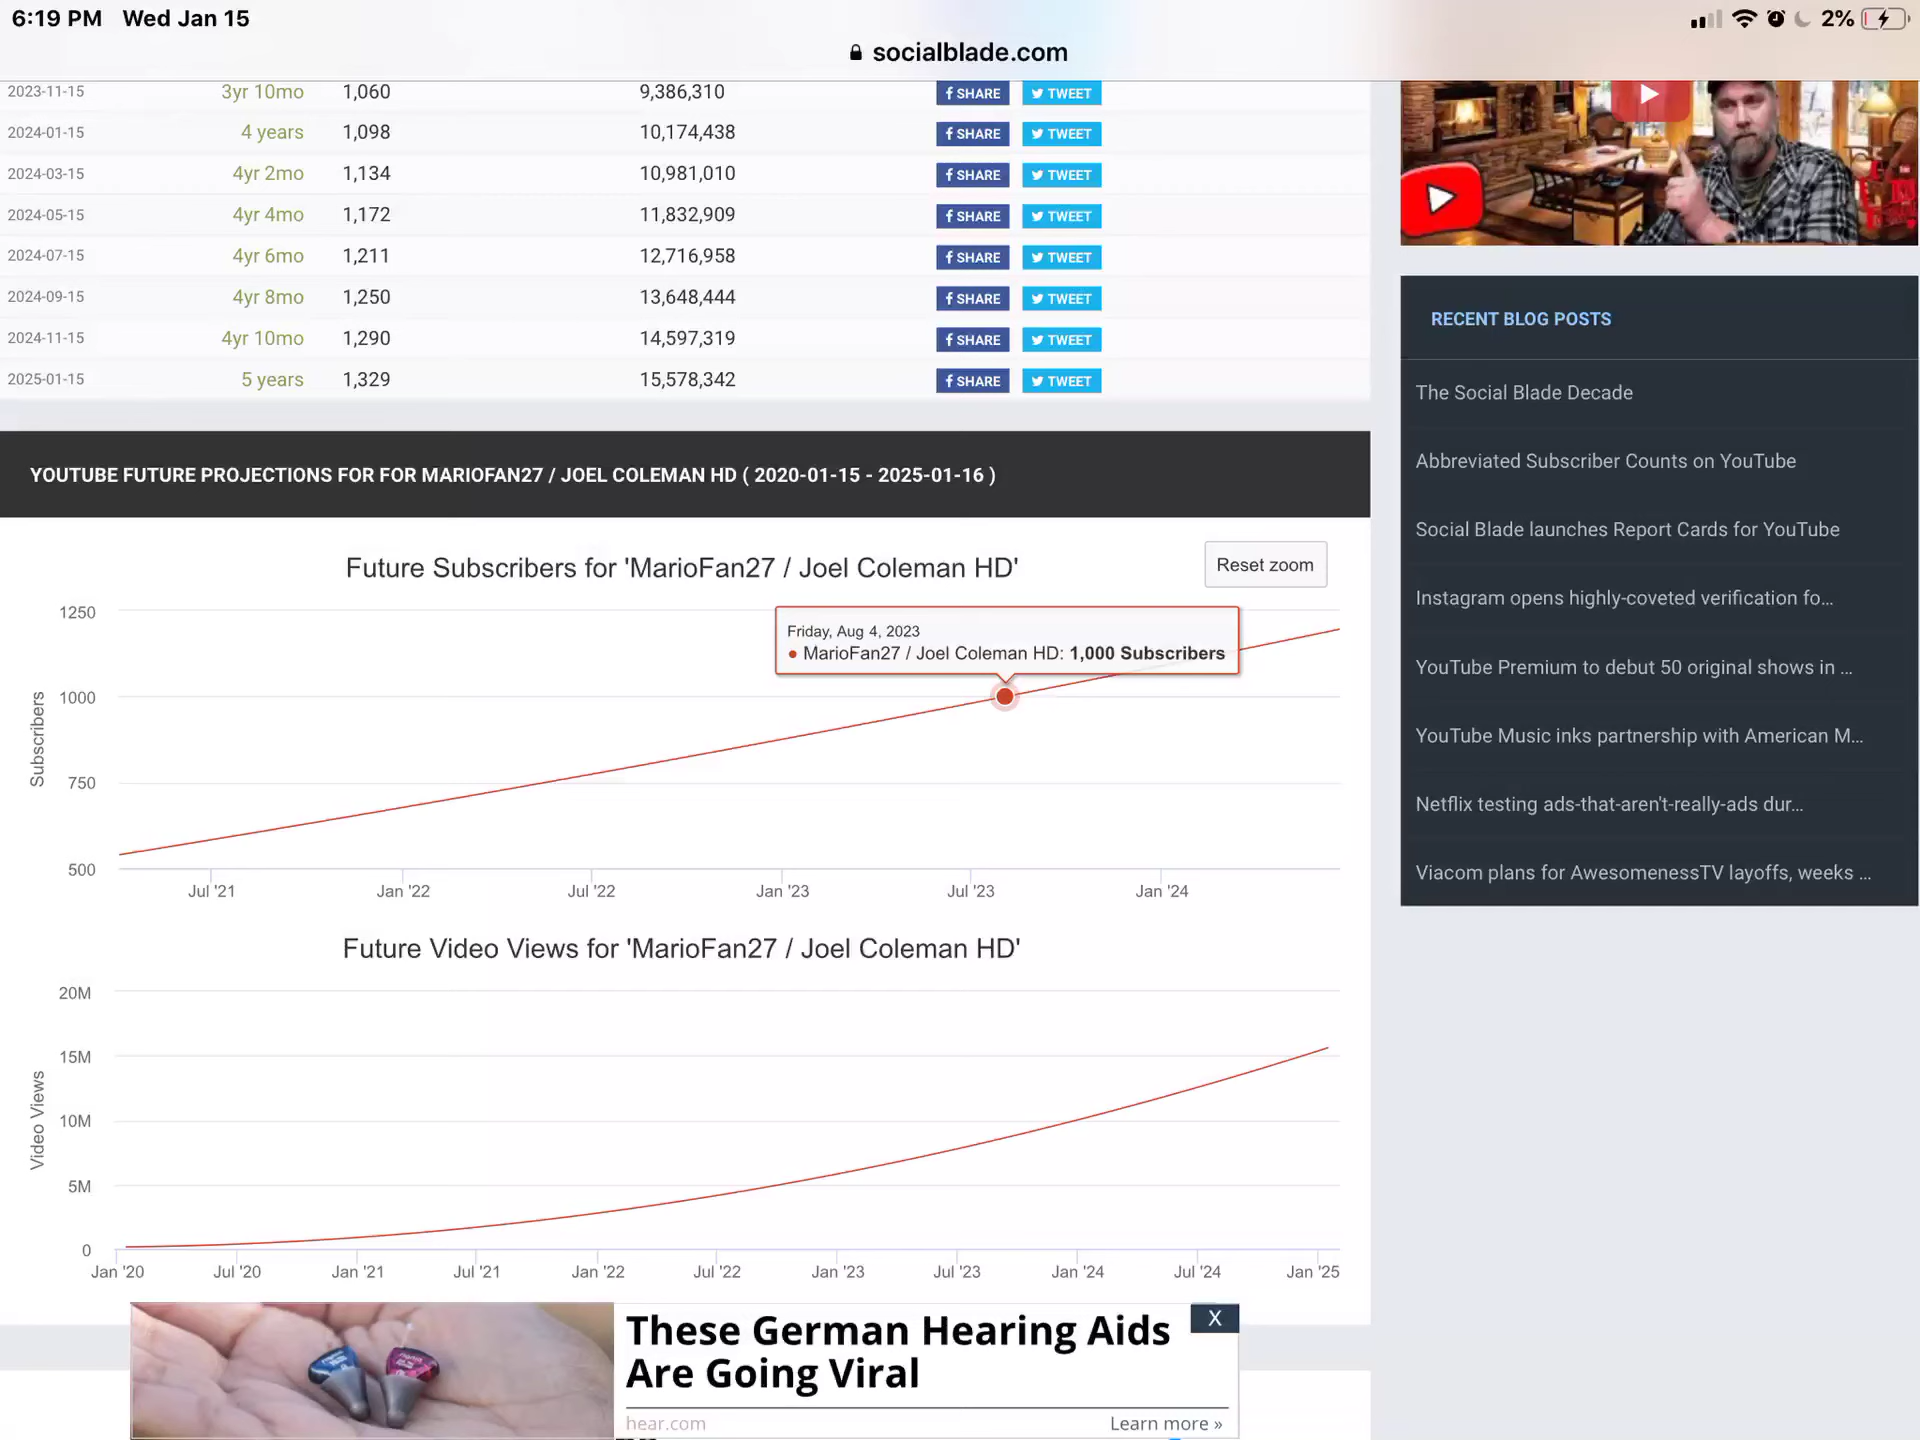 6:19 PM Wed Jan 15
2%
socialblade.com
2023-11-15 3yr 10mo 1,060 9,386,310 SHARE TWEET
2024-01-15 4 years 1,098 10,174,438 SHARE TWEET
2024-03-15 4yr 2mo 1,134 10,981,010 SHARE TWEET
2024-05-15 4yr 4mo 1,172 11,832,909 SHARE TWEET
2024-07-15 4yr 6mo 1,211 12,716,958 SHARE TWEET
2024-09-15 4yr 8mo 1,250 13,648,444 SHARE TWEET
2024-11-15 4yr 10mo 1,290 14,597,319 SHARE TWEET
2025-01-15 5 years 1,329 15,578,342 SHARE TWEET
YOUTUBE FUTURE PROJECTIONS FOR FOR MARIOFAN27 / JOEL COLEMAN HD ( 2020-01-15 - 2025-01-16 )
Future Subscribers for 'MarioFan27 / Joel Coleman HD'
Reset zoom
Friday, Aug 4, 2023
MarioFan27 / Joel Coleman HD: 1,000 Subscribers
Subscribers
1250
1000
750
500
Jul '21 Jan '22 Jul '22 Jan '23 Jul '23 Jan '24
Future Video Views for 'MarioFan27 / Joel Coleman HD'
Video Views
20M
15M
10M
5M
0
Jan '20 Jul '20 Jan '21 Jul '21 Jan '22 Jul '22 Jan '23 Jul '23 Jan '24 Jul '24 Jan '25
These German Hearing Aids
Are Going Viral
X
hear.com
Learn more »
RECENT BLOG POSTS
The Social Blade Decade
Abbreviated Subscriber Counts on YouTube
Social Blade launches Report Cards for YouTube
Instagram opens highly-coveted verification fo...
YouTube Premium to debut 50 original shows in ...
YouTube Music inks partnership with American M...
Netflix testing ads-that-aren't-really-ads dur...
Viacom plans for AwesomenessTV layoffs, weeks ...